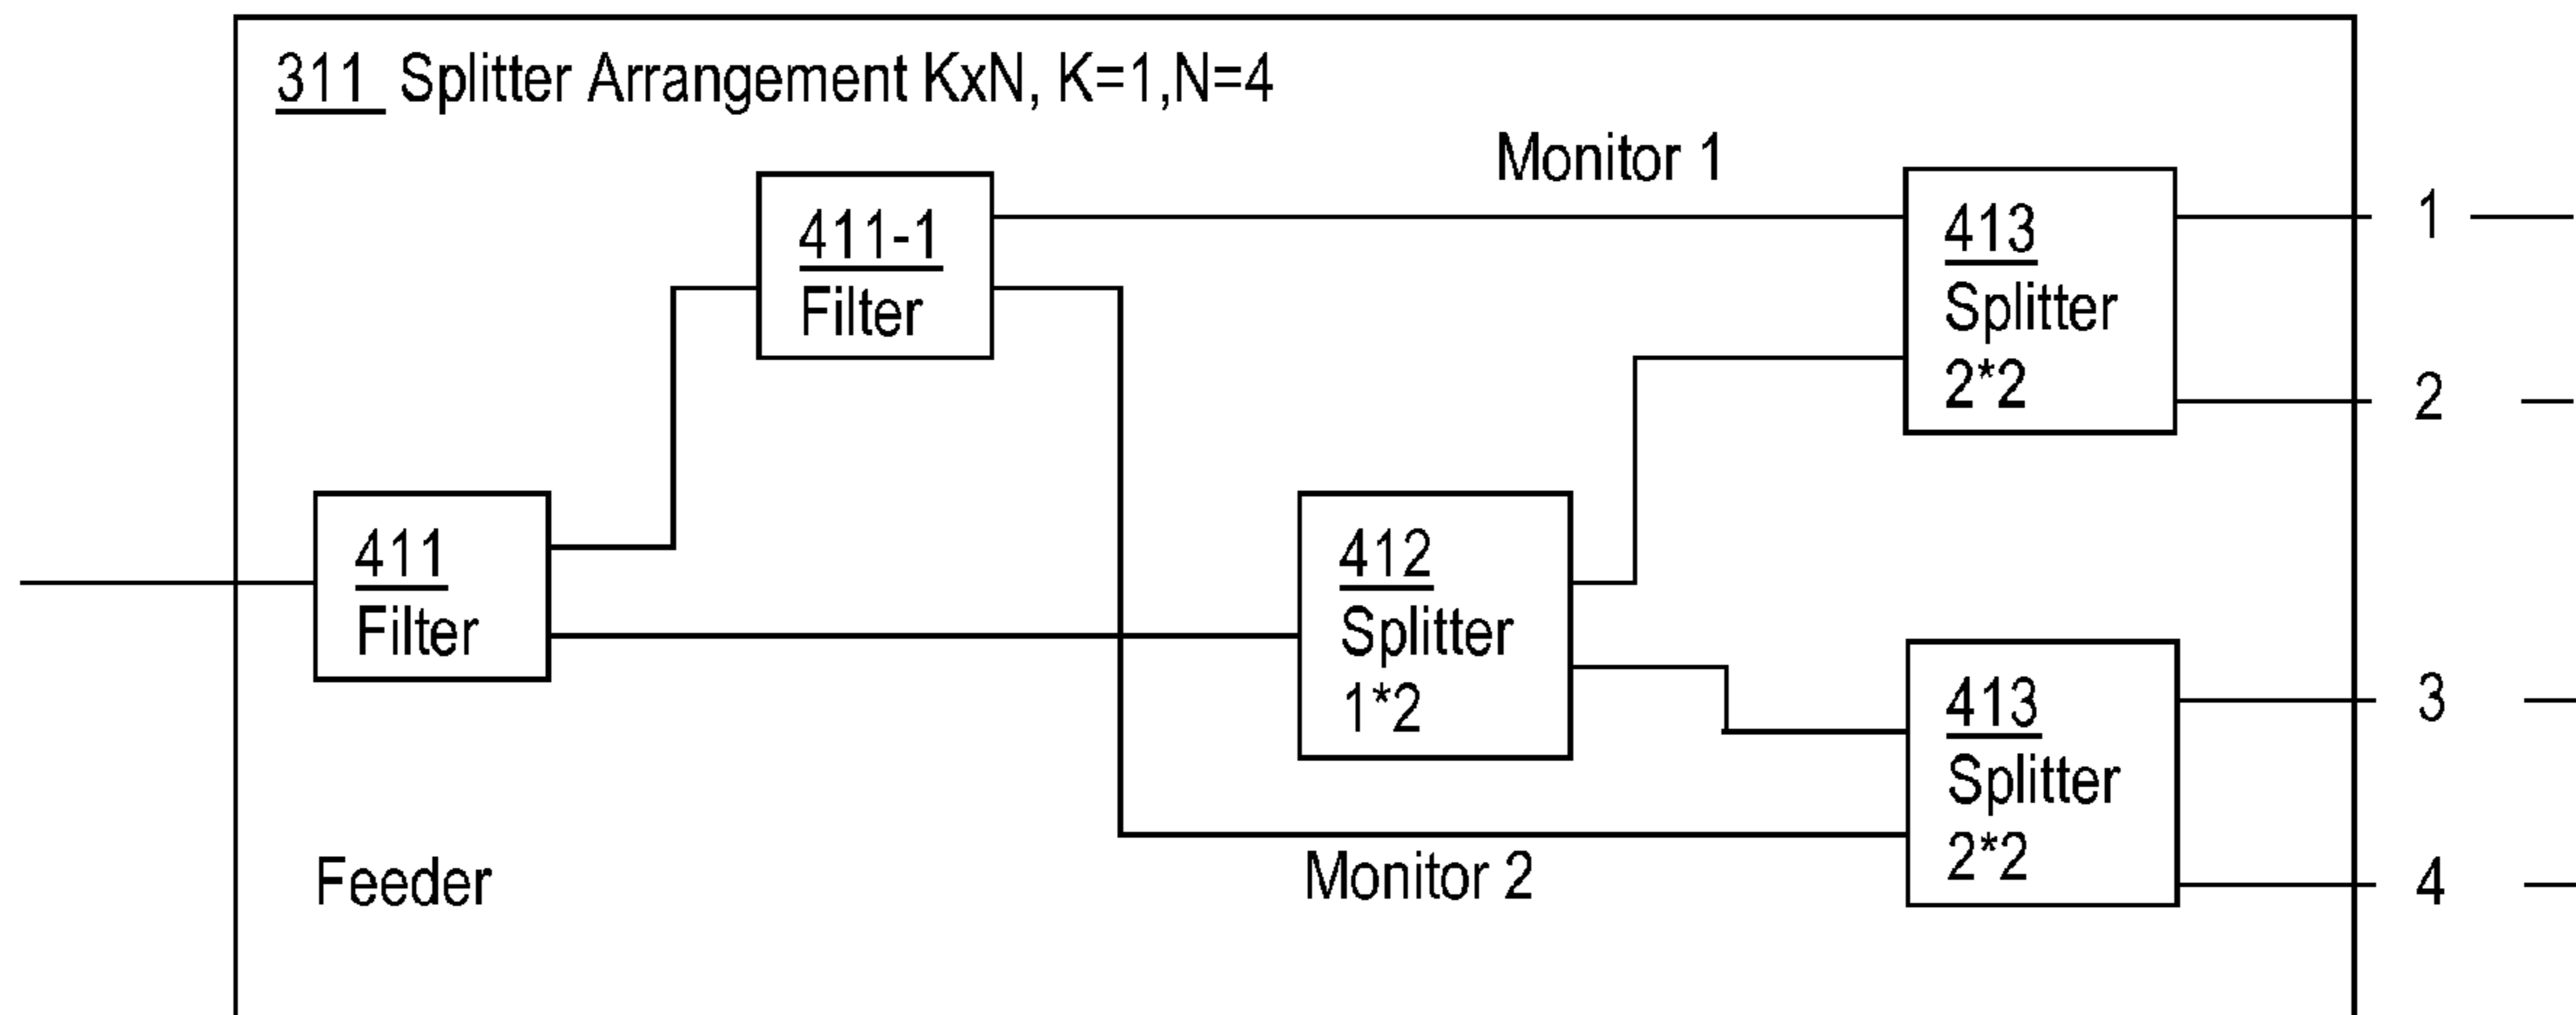 311 Splitter Arrangement KxN, K=1,N=4
Monitor 1
411-1
Filter
413
Splitter
2*2
1
2
411
Filter
412
Splitter
1*2
413
Splitter
2*2
3
4
Feeder
Monitor 2